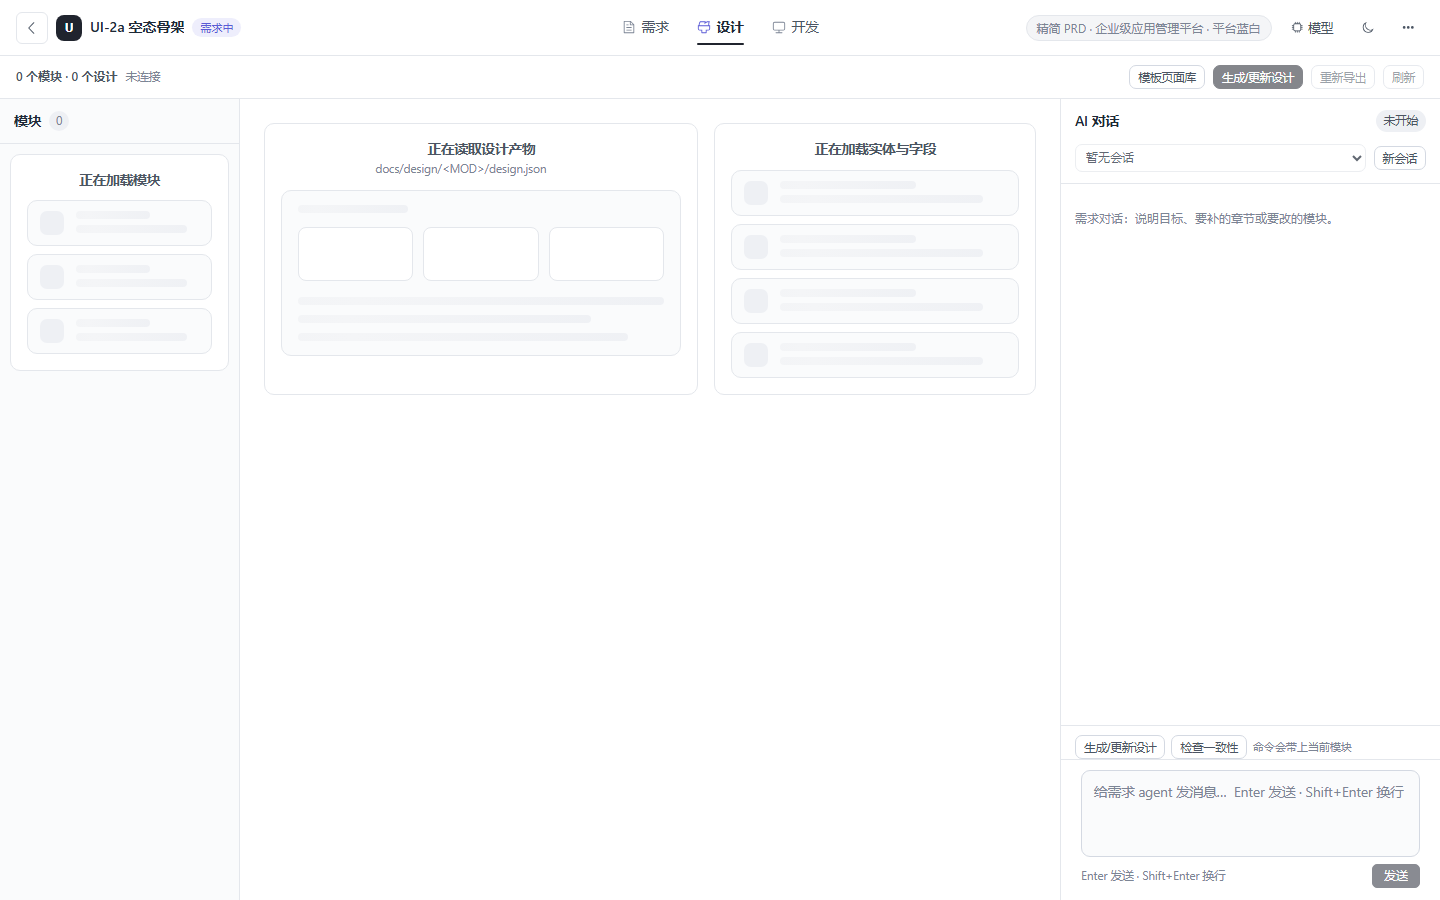 U UI-2a 空态骨架 需求中
需求 设计 开发
精简 PRD · 企业级应用管理平台 · 平台蓝白 模型 ···
0 个模块 · 0 个设计 未连接
模板页面库 生成/更新设计 重新导出 刷新
模块 0
正在加载模块
正在读取设计产物
docs/design/<MOD>/design.json
正在加载实体与字段
AI 对话 未开始
暂无会话 新会话
需求对话：说明目标、要补的章节或要改的模块。
生成/更新设计 检查一致性 命令会带上当前模块
给需求 agent 发消息... Enter 发送 · Shift+Enter 换行
Enter 发送 · Shift+Enter 换行 发送